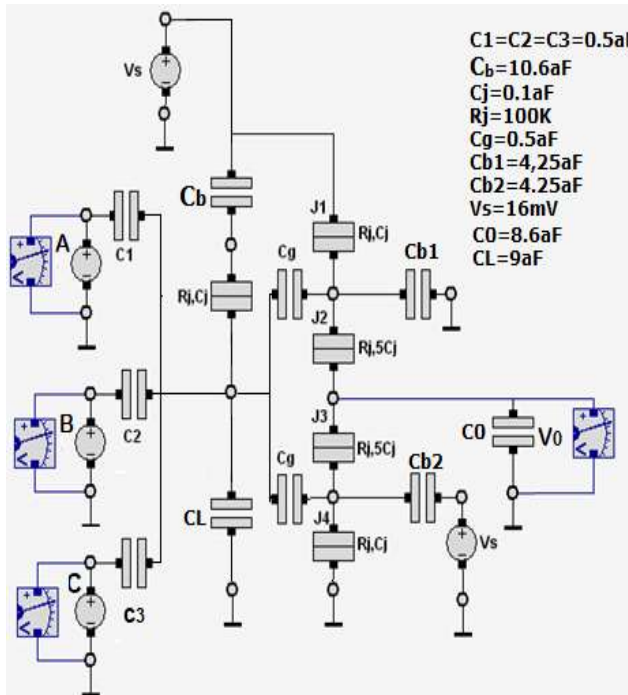 C1=C2=C3=0.5aF
Cb=10.6aF
Cj=0.1aF
Rj=100K
Cg=0.5aF
Cb1=4,25aF
Cb2=4.25aF
Vs=16mV
C0=8.6aF
CL=9aF
Vs
Cb
J1
Rj,Cj
A
C1
Rj,Cj
Cg
Cb1
J2
Rj,5Cj
B
C2
J3
Rj,5Cj
C0
V0
Cg
Cb2
CL
J4
Rj,Cj
Vs
C
C3